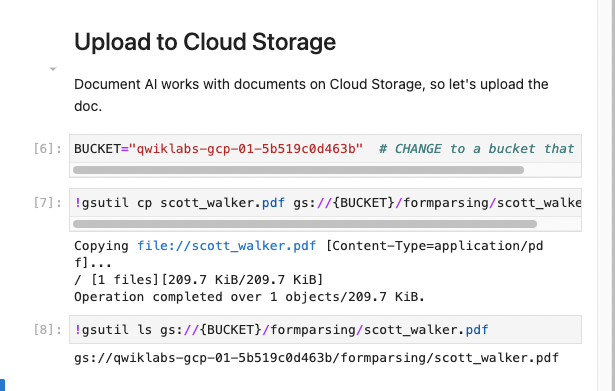 Upload to Cloud Storage
Document AI works with documents on Cloud Storage, so let's upload the
doc.
[6]: BUCKET="qwiklabs-gcp-01-5b519c0d463b"  # CHANGE to a bucket that
[7]: !gsutil cp scott_walker.pdf gs://{BUCKET}/formparsing/scott_walke
Copying file://scott_walker.pdf [Content-Type=application/pd
f]...
/ [1 files][209.7 KiB/209.7 KiB]
Operation completed over 1 objects/209.7 KiB.
[8]: !gsutil ls gs://{BUCKET}/formparsing/scott_walker.pdf
gs://qwiklabs-gcp-01-5b519c0d463b/formparsing/scott_walker.pdf